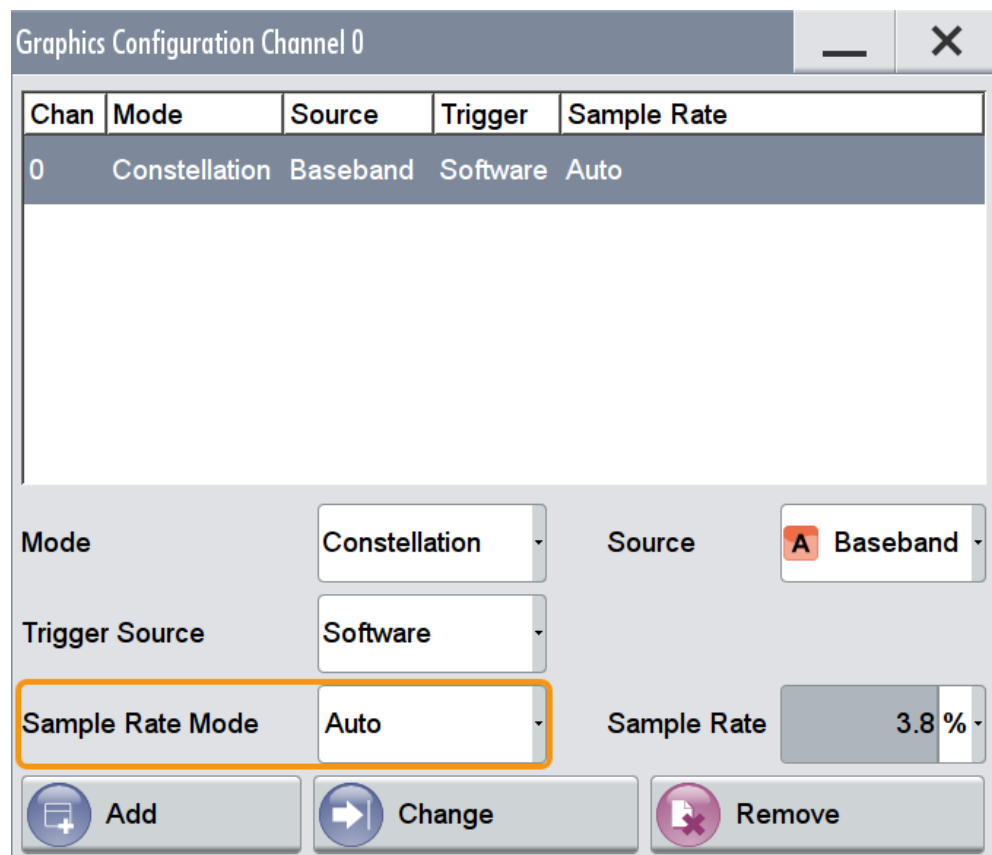 Graphics Configuration Channel 0
Chan Mode Source Trigger Sample Rate
0 Constellation Baseband Software Auto
Mode Constellation Source A Baseband
Trigger Source Software
Sample Rate Mode Auto Sample Rate 3.8 %
Add Change Remove